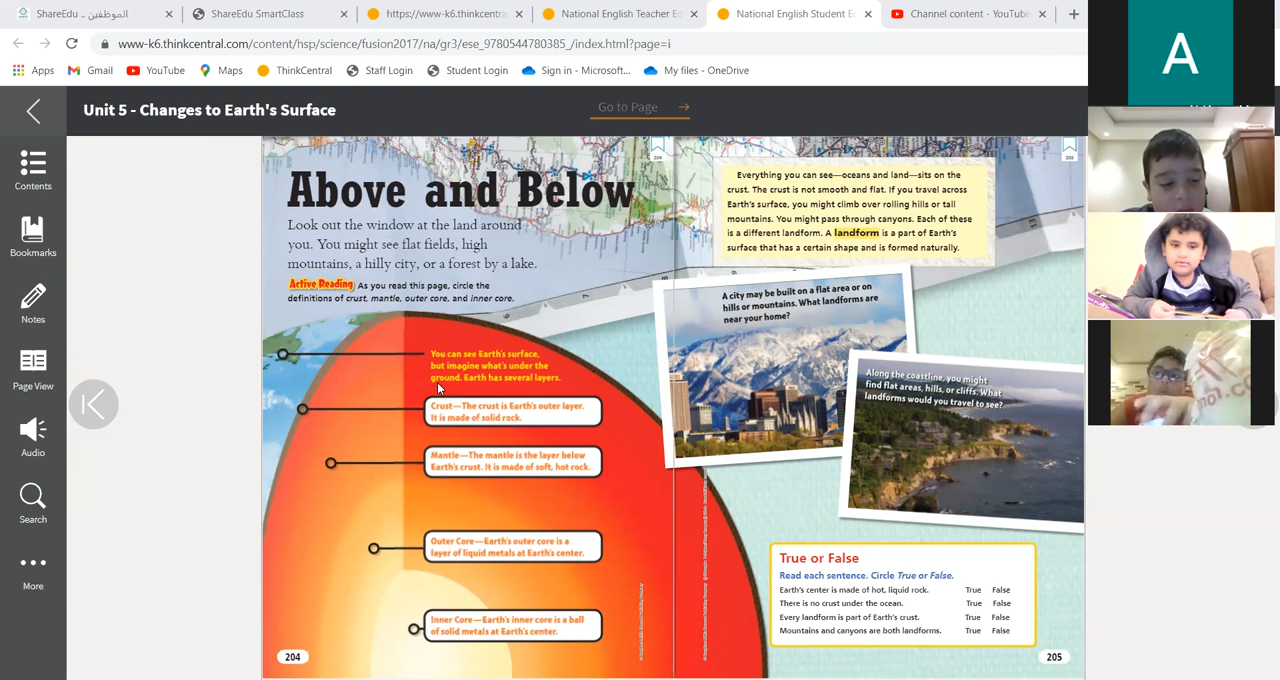 ShareEdu .. الموظفين
ShareEdu SmartClass
https://www-k6.thinkcentra
National English Teacher Ed
National English Student E
Channel content - YouTube
www-k6.thinkcentral.com/content/hsp/science/fusion2017/na/gr3/ese_9780544780385_/index.html?page=i
Apps
Gmail
YouTube
Maps
ThinkCentral
Staff Login
Student Login
Sign in - Microsoft...
My files - OneDrive
A
Unit 5 - Changes to Earth's Surface
Go to Page
Contents
Bookmarks
Notes
Page View
Audio
Search
More
204
Above and Below
Look out the window at the land around
you. You might see flat fields, high
mountains, a hilly city, or a forest by a lake.
Active Reading As you read this page, circle the
definitions of crust, mantle, outer core, and inner core.
You can see Earth's surface,
but imagine what's under the
ground. Earth has several layers.
Crust—The crust is Earth's outer layer.
It is made of solid rock.
Mantle—The mantle is the layer below
Earth's crust. It is made of soft, hot rock.
Outer Core—Earth's outer core is a
layer of liquid metals at Earth's center.
Inner Core—Earth's inner core is a ball
of solid metals at Earth's center.
204
205
Everything you can see—oceans and land—sits on the
crust. The crust is not smooth and flat. If you travel across
Earth's surface, you might climb over rolling hills or tall
mountains. You might pass through canyons. Each of these
is a different landform. A landform is a part of Earth's
surface that has a certain shape and is formed naturally.
A city may be built on a flat area or on
hills or mountains. What landforms are
near your home?
Along the coastline, you might
find flat areas, hills, or cliffs. What
landforms would you travel to see?
True or False
Read each sentence. Circle True or False.
Earth's center is made of hot, liquid rock. True False
There is no crust under the ocean. True False
Every landform is part of Earth's crust. True False
Mountains and canyons are both landforms. True False
205